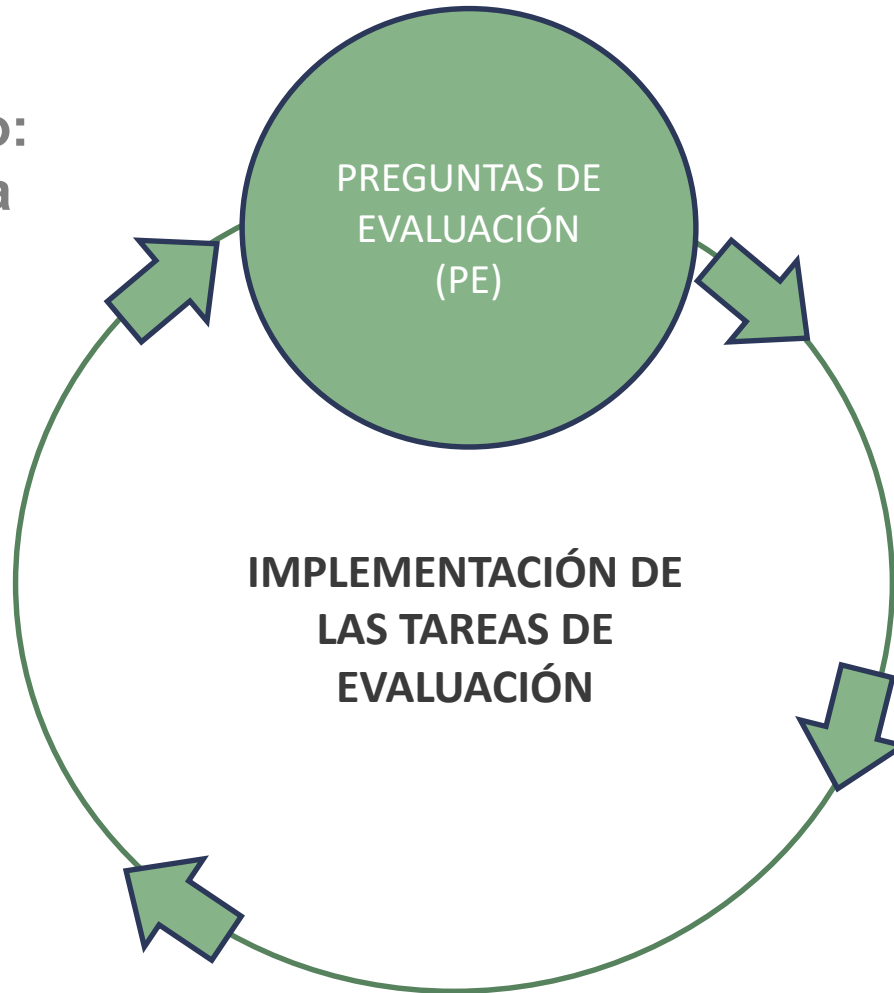 o:
a
PREGUNTAS DE
EVALUACIÓN
(PE)
IMPLEMENTACIÓN DE
LAS TAREAS DE
EVALUACIÓN